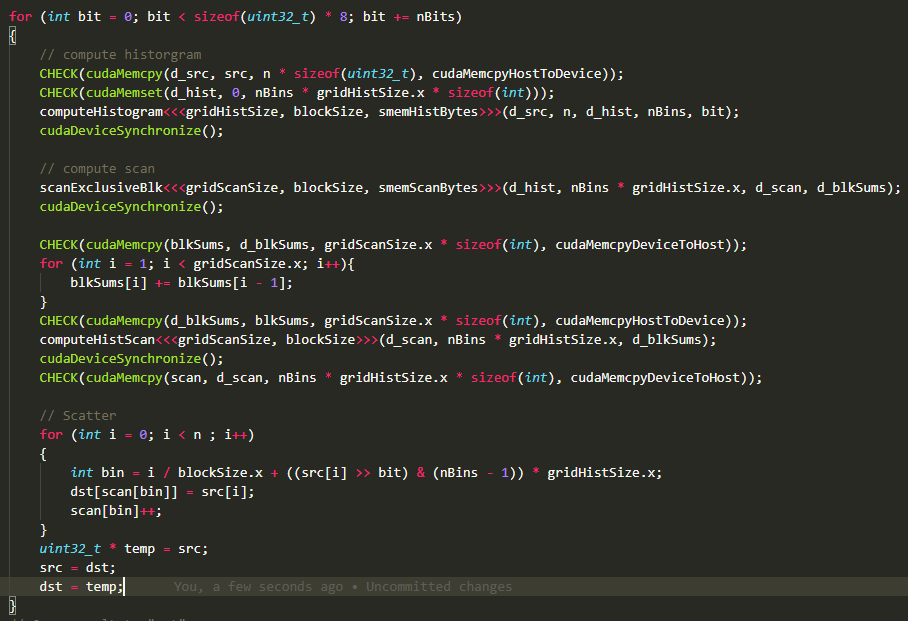 for (int bit = 0; bit < sizeof(uint32_t) * 8; bit += nBits)
{
// compute historgram
CHECK(cudaMemcpy(d_src, src, n * sizeof(uint32_t), cudaMemcpyHostToDevice));
CHECK(cudaMemset(d_hist, 0, nBins * gridHistSize.x * sizeof(int)));
computeHistogram<<<gridHistSize, blockSize, smemHistBytes>>>(d_src, n, d_hist, nBins, bit);
cudaDeviceSynchronize();
// compute scan
scanExclusiveBlk<<<gridScanSize, blockSize, smemScanBytes>>>(d_hist, nBins * gridHistSize.x, d_scan, d_blkSums);
cudaDeviceSynchronize();
CHECK(cudaMemcpy(blkSums, d_blkSums, gridScanSize.x * sizeof(int), cudaMemcpyDeviceToHost));
for (int i = 1; i < gridScanSize.x; i++){
blkSums[i] += blkSums[i - 1];
}
CHECK(cudaMemcpy(d_blkSums, blkSums, gridScanSize.x * sizeof(int), cudaMemcpyHostToDevice));
computeHistScan<<<gridScanSize, blockSize>>>(d_scan, nBins * gridHistSize.x, d_blkSums);
cudaDeviceSynchronize();
CHECK(cudaMemcpy(scan, d_scan, nBins * gridHistSize.x * sizeof(int), cudaMemcpyDeviceToHost));
// Scatter
for (int i = 0; i < n ; i++)
{
int bin = i / blockSize.x + ((src[i] >> bit) & (nBins - 1)) * gridHistSize.x;
dst[scan[bin]] = src[i];
scan[bin]++;
}
uint32_t * temp = src;
src = dst;
dst = temp; You, a few seconds ago • Uncommitted changes
}